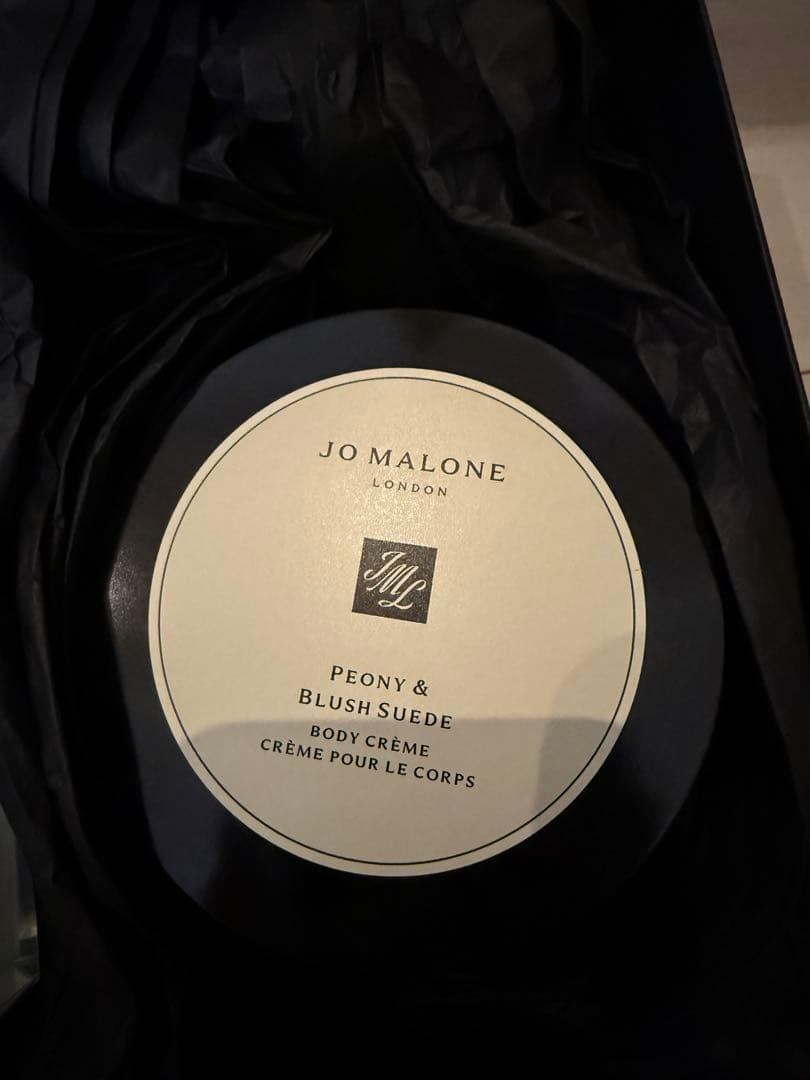 JO MALONE
LONDON
JML
PEONY &
BLUSH SUEDE
BODY CRÈME
CRÈME POUR LE CORPS